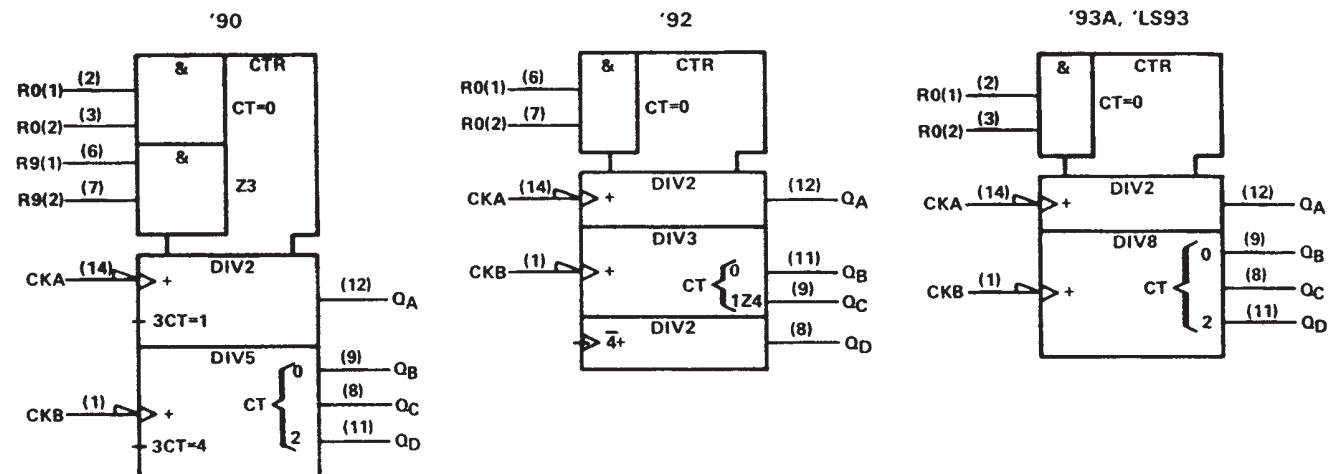 '90
& CTR
R0(1) (2)
CT=0
R0(2) (3)
&
R9(1) (6)
Z3
R9(2) (7)
DIV2
CKA (14) +
(12) QA
3CT=1
DIV5
(9) QB
0
CT
(8) QC
CKB (1) +
2
(11) QD
3CT=4
'92
& CTR
R0(1) (6)
CT=0
R0(2) (7)
DIV2
CKA (14) +
(12) QA
DIV3
CKB (1) +
0
(11) QB
CT
1Z4
(9) QC
DIV2
4̅+
(8) QD
'93A, 'LS93
& CTR
R0(1) (2)
CT=0
R0(2) (3)
DIV2
CKA (14) +
(12) QA
DIV8
0
(9) QB
CKB (1) +
CT
(8) QC
2
(11) QD